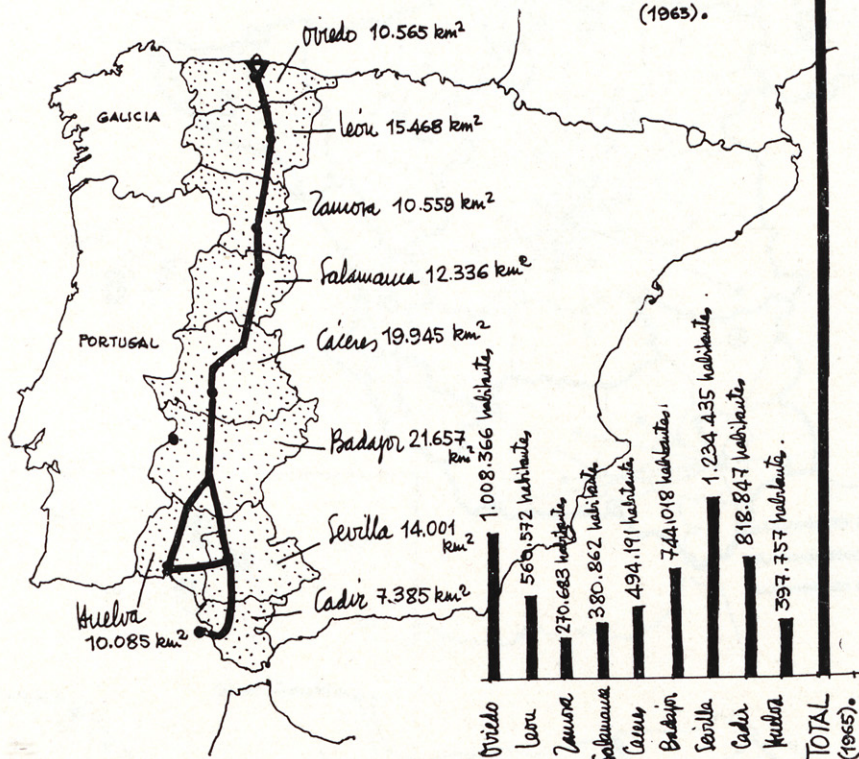 (1963).
Oviedo 10.565 km²
GALICIA
León 15.468 km²
Zamora 10.559 km²
Salamanca 12.336 km²
PORTUGAL
Cáceres 19.945 km²
Badajoz 21.657
km²
Sevilla 14.001
km²
Cadiz 7.385 km²
Huelva
10.085 km²
1.008.366 habitantes
habitantes
270.683 habitantes
380.862 habitantes
494.191 habitantes
744.018 habitantes.
1.234.435 habitantes.
818.847 habitantes
397.757 habitantes.
Oviedo
León
Zamora
Salamanca
Cáceres
Badajoz
Sevilla
Cadiz
Huelva
TOTAL
(1965).